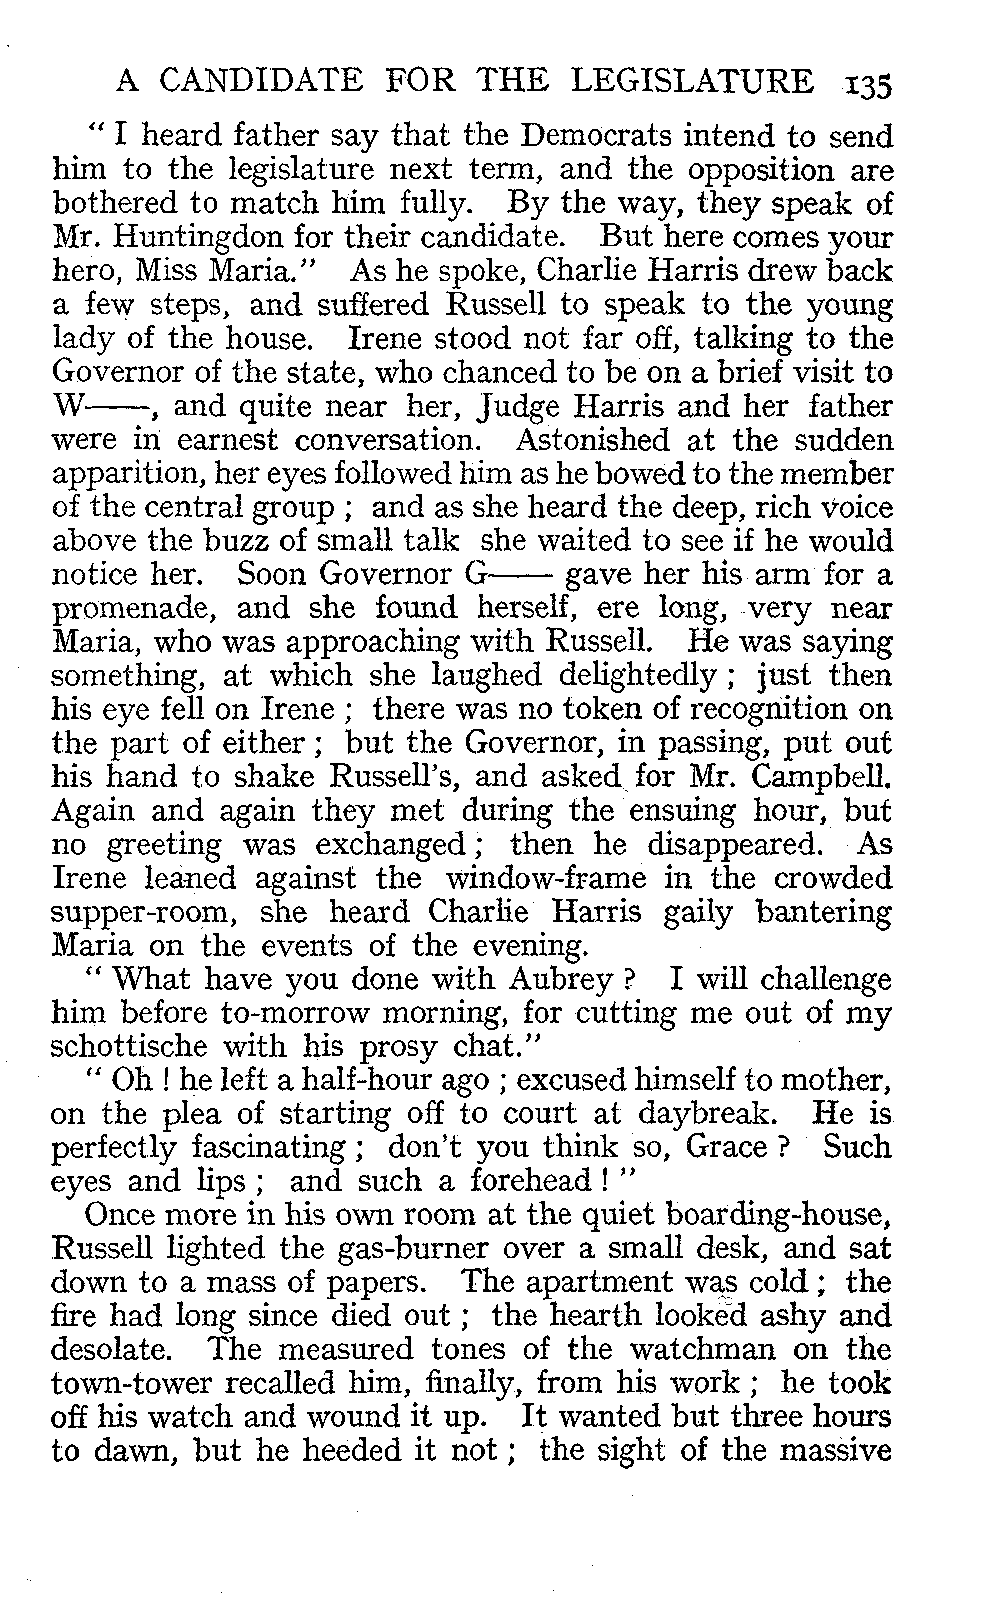 A CANDIDATE FOR THE LEGISLATURE 135
“ I heard father say that the Democrats intend to send
him to the legislature next term, and the opposition are
bothered to match him fully. By the way, they speak of
Mr. Huntingdon for their candidate. But here comes your
hero, Miss Maria.” As he spoke, Charlie Harris drew back
a few steps, and suffered Russell to speak to the young
lady of the house. Irene stood not far off, talking to the
Governor of the state, who chanced to be on a brief visit to
W——, and quite near her, Judge Harris and her father
were in earnest conversation. Astonished at the sudden
apparition, her eyes followed him as he bowed to the member
of the central group ; and as she heard the deep, rich voice
above the buzz of small talk she waited to see if he would
notice her. Soon Governor G—— gave her his arm for a
promenade, and she found herself, ere long, very near
Maria, who was approaching with Russell. He was saying
something, at which she laughed delightedly ; just then
his eye fell on Irene ; there was no token of recognition on
the part of either ; but the Governor, in passing, put out
his hand to shake Russell's, and asked for Mr. Campbell.
Again and again they met during the ensuing hour, but
no greeting was exchanged ; then he disappeared. As
Irene leaned against the window-frame in the crowded
supper-room, she heard Charlie Harris gaily bantering
Maria on the events of the evening.
“ What have you done with Aubrey ? I will challenge
him before to-morrow morning, for cutting me out of my
schottische with his prosy chat.”
“ Oh ! he left a half-hour ago ; excused himself to mother,
on the plea of starting off to court at daybreak. He is
perfectly fascinating ; don't you think so, Grace ? Such
eyes and lips ; and such a forehead ! ”
Once more in his own room at the quiet boarding-house,
Russell lighted the gas-burner over a small desk, and sat
down to a mass of papers. The apartment was cold ; the
fire had long since died out ; the hearth looked ashy and
desolate. The measured tones of the watchman on the
town-tower recalled him, finally, from his work ; he took
off his watch and wound it up. It wanted but three hours
to dawn, but he heeded it not ; the sight of the massive